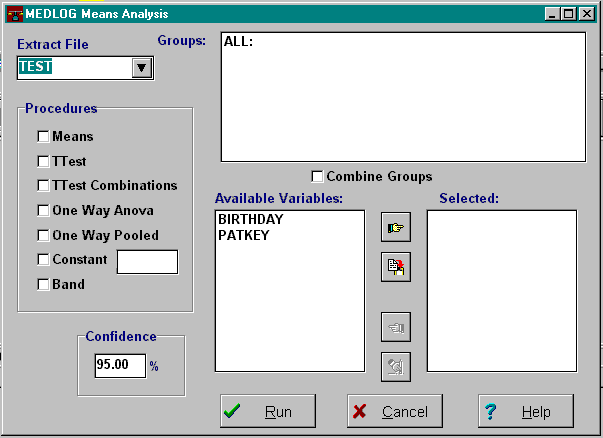 MEDLOG Means Analysis
Extract File
TEST
Groups:
ALL:
Procedures
Means
TTest
TTest Combinations
One Way Anova
One Way Pooled
Constant
Band
Combine Groups
Available Variables:
BIRTHDAY
PATKEY
Selected:
Confidence
95.00 %
Run
Cancel
Help